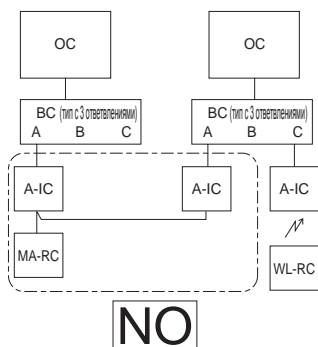 OC OC
BC (тип с 3 ответвлениями) BC (тип с 3 ответвлениями)
A B C A B C
A-IC A-IC A-IC
MA-RC WL-RC
NO